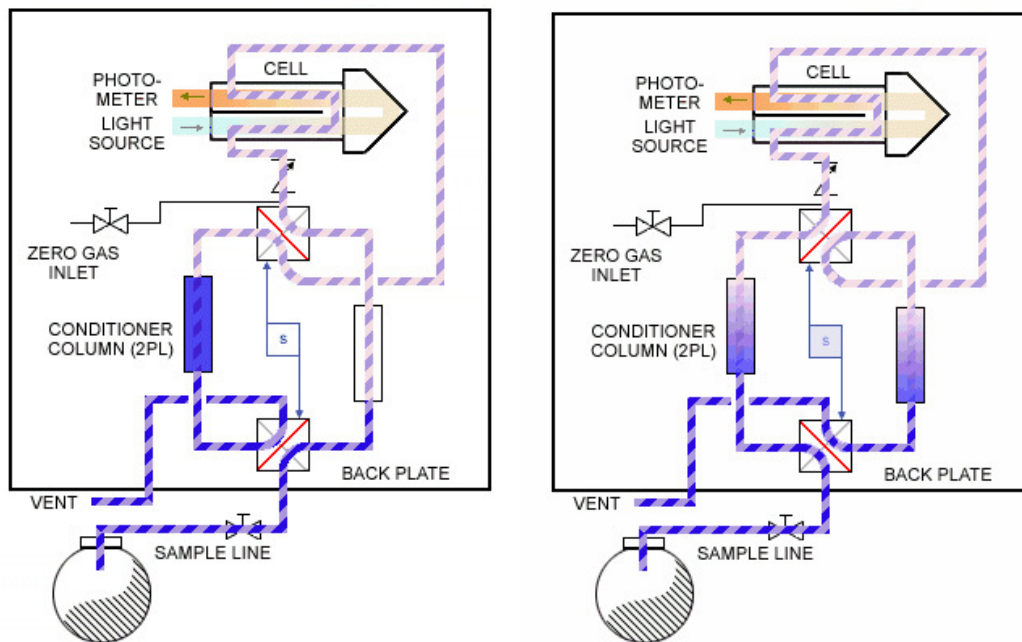 CELL
PHOTO-
METER
LIGHT
SOURCE
ZERO GAS
INLET
CONDITIONER
COLUMN (2PL)
S
BACK PLATE
VENT
SAMPLE LINE
CELL
PHOTO-
METER
LIGHT
SOURCE
ZERO GAS
INLET
CONDITIONER
COLUMN (2PL)
S
BACK PLATE
VENT
SAMPLE LINE